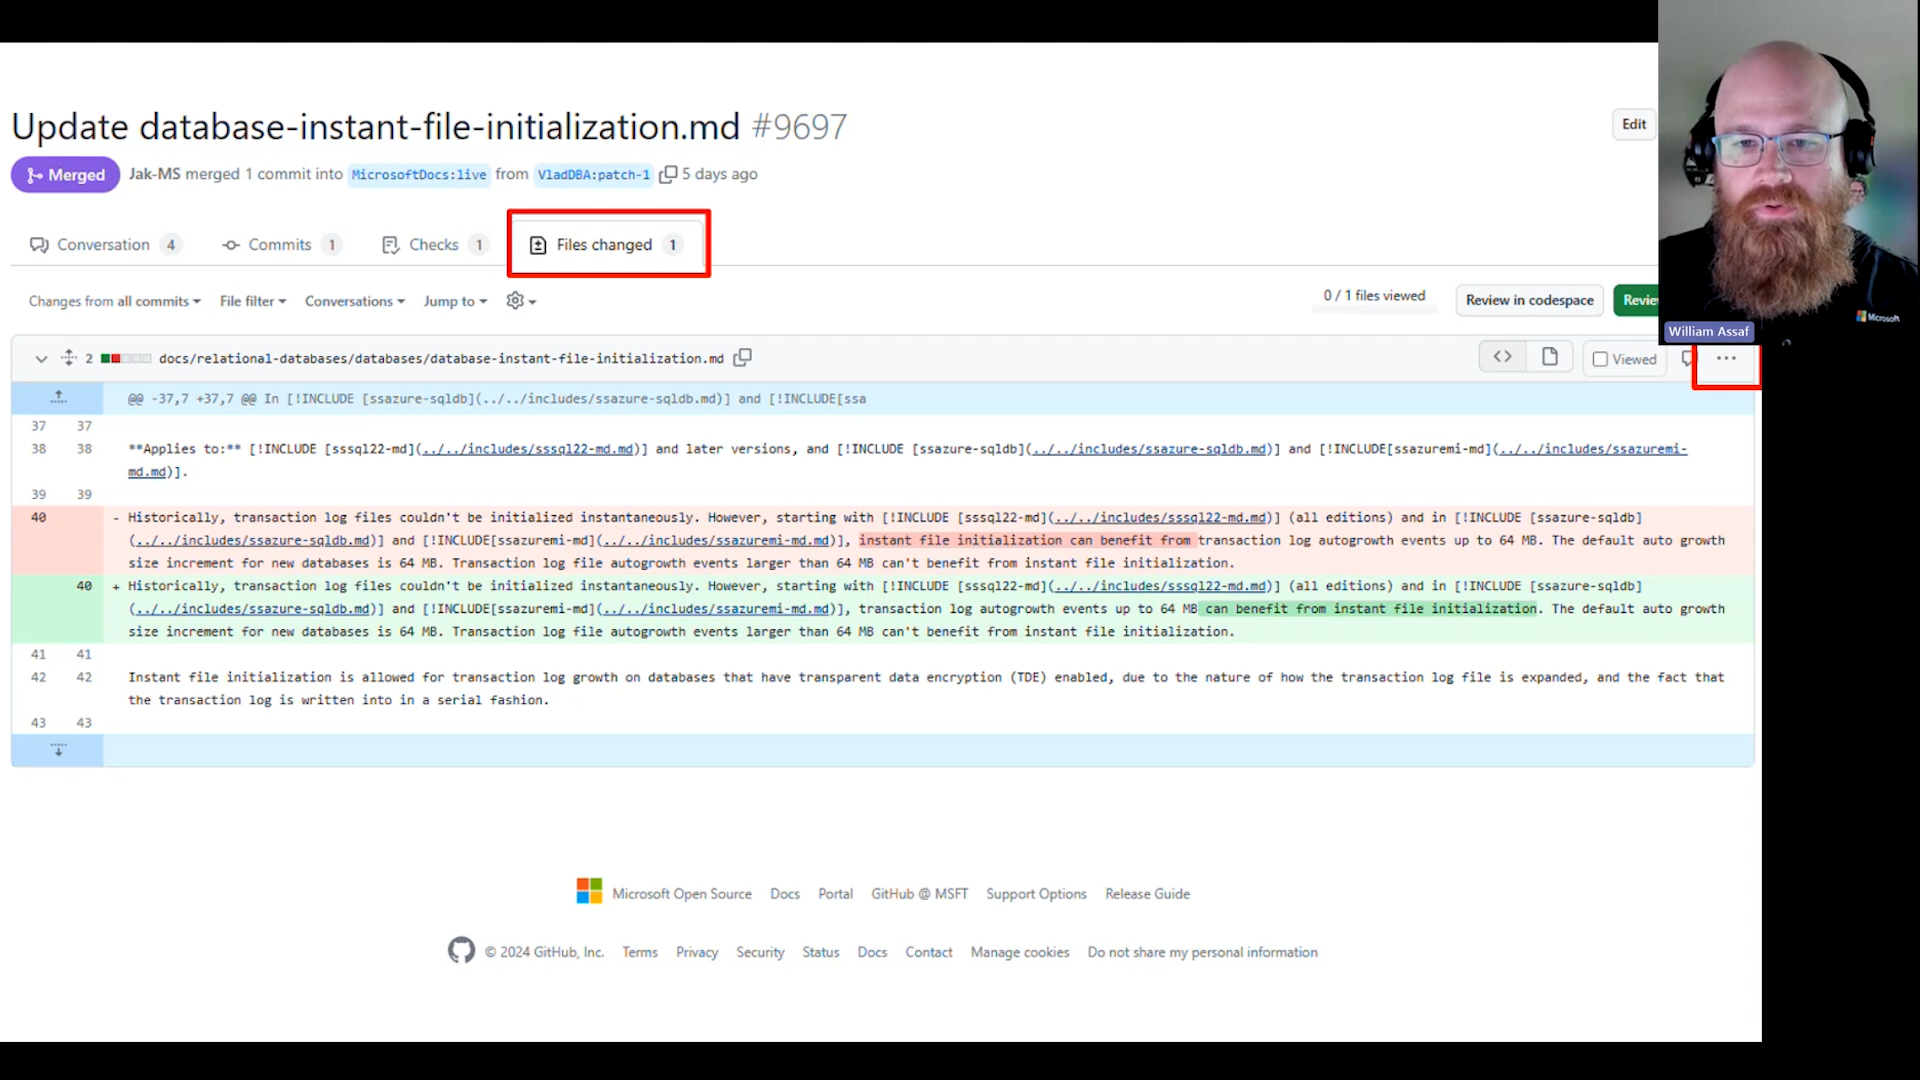 Update database-instant-file-initialization.md #9697
Edit
Merged Jak-MS merged 1 commit into MicrosoftDocs:live from VladDBA:patch-1 5 days ago
Conversation 4 Commits 1 Checks 1 Files changed 1
Changes from all commits File filter Conversations Jump to
0 / 1 files viewed Review in codespace
William Assaf
Microsoft
2 docs/relational-databases/databases/database-instant-file-initialization.md
Viewed
@@ -37,7 +37,7 @@ In [!INCLUDE [ssazure-sqldb](../../includes/ssazure-sqldb.md)] and [!INCLUDE[ssa
37 37
38 38 **Applies to:** [!INCLUDE [sssql22-md](../../includes/sssql22-md.md)] and later versions, and [!INCLUDE [ssazure-sqldb](../../includes/ssazure-sqldb.md)] and [!INCLUDE[ssazuremi-md](../../includes/ssazuremi-
md.md)].
39 39
40 - Historically, transaction log files couldn't be initialized instantaneously. However, starting with [!INCLUDE [sssql22-md](../../includes/sssql22-md.md)] (all editions) and in [!INCLUDE [ssazure-sqldb]
(../../includes/ssazure-sqldb.md)] and [!INCLUDE[ssazuremi-md](../../includes/ssazuremi-md.md)], instant file initialization can benefit from transaction log autogrowth events up to 64 MB. The default auto growth
size increment for new databases is 64 MB. Transaction log file autogrowth events larger than 64 MB can't benefit from instant file initialization.
40 + Historically, transaction log files couldn't be initialized instantaneously. However, starting with [!INCLUDE [sssql22-md](../../includes/sssql22-md.md)] (all editions) and in [!INCLUDE [ssazure-sqldb]
(../../includes/ssazure-sqldb.md)] and [!INCLUDE[ssazuremi-md](../../includes/ssazuremi-md.md)], transaction log autogrowth events up to 64 MB can benefit from instant file initialization. The default auto growth
size increment for new databases is 64 MB. Transaction log file autogrowth events larger than 64 MB can't benefit from instant file initialization.
41 41
42 42 Instant file initialization is allowed for transaction log growth on databases that have transparent data encryption (TDE) enabled, due to the nature of how the transaction log file is expanded, and the fact that
the transaction log is written into in a serial fashion.
43 43
Microsoft Open Source Docs Portal GitHub @ MSFT Support Options Release Guide
© 2024 GitHub, Inc. Terms Privacy Security Status Docs Contact Manage cookies Do not share my personal information